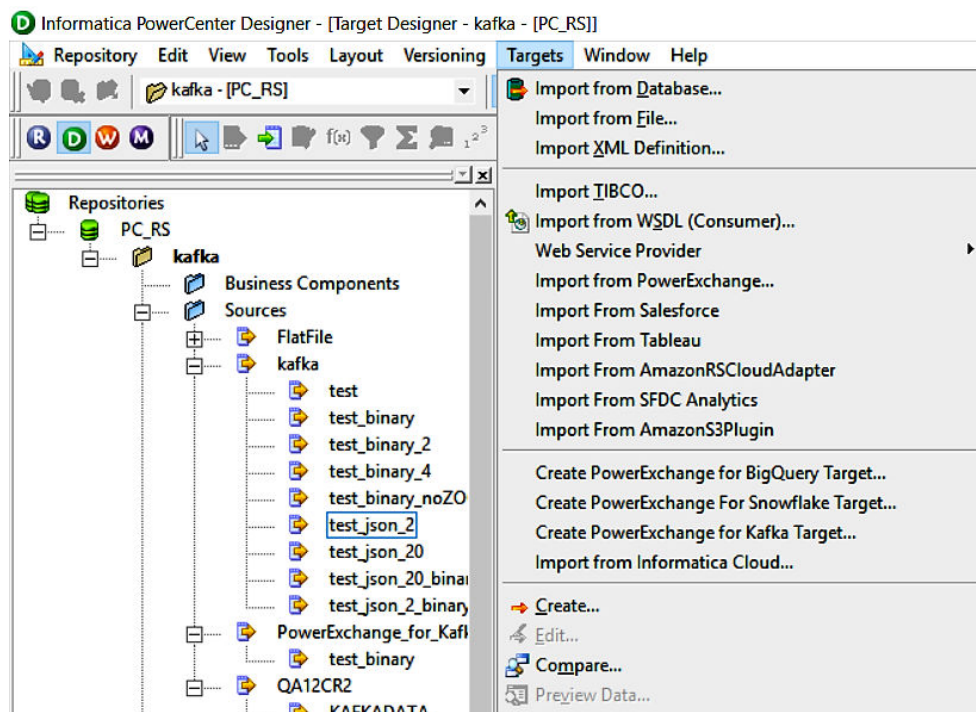 Informatica PowerCenter Designer - [Target Designer - kafka - [PC_RS]]
Repository Edit View Tools Layout Versioning Targets Window Help
kafka - [PC_RS]
R D W M f(x) Σ 1 2 3
Repositories
PC_RS
kafka
Business Components
Sources
FlatFile
kafka
test
test_binary
test_binary_2
test_binary_4
test_binary_noZO
test_json_2
test_json_20
test_json_20_binar
test_json_2_binary
PowerExchange_for_Kafk
test_binary
QA12CR2
KAFKADATA
Import from Database...
Import from File...
Import XML Definition...
Import TIBCO...
Import from WSDL (Consumer)...
Web Service Provider
Import from PowerExchange...
Import From Salesforce
Import From Tableau
Import From AmazonRSCloudAdapter
Import From SFDC Analytics
Import From AmazonS3Plugin
Create PowerExchange for BigQuery Target...
Create PowerExchange For Snowflake Target...
Create PowerExchange for Kafka Target...
Import from Informatica Cloud...
Create...
Edit...
Compare...
Preview Data...